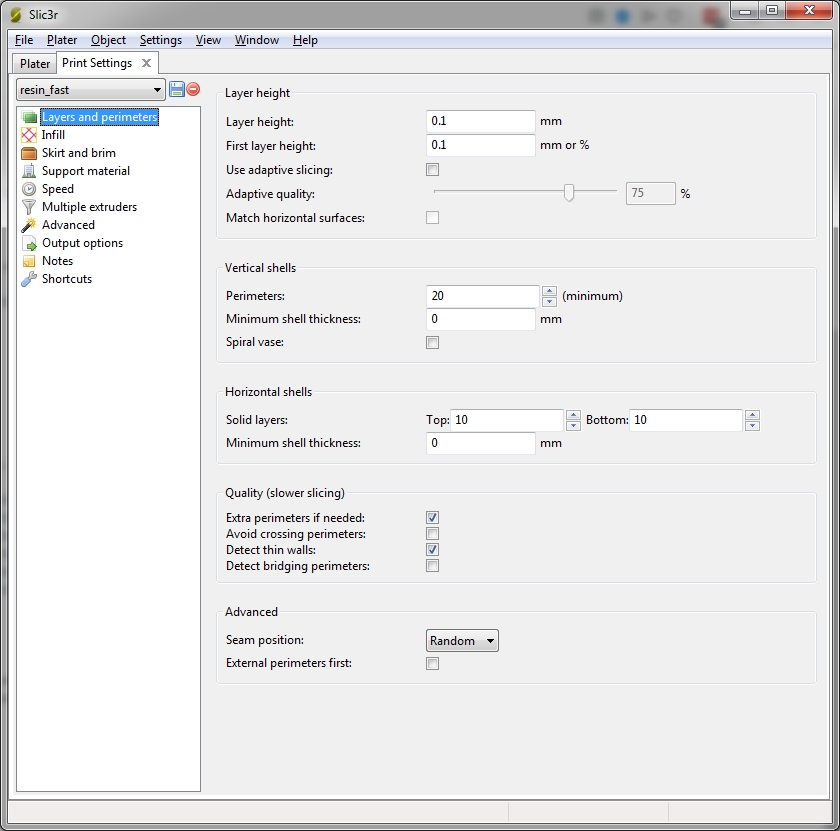 Slic3r
File Plater Object Settings View Window Help
Plater Print Settings
resin_fast
Layers and perimeters
Infill
Skirt and brim
Support material
Speed
Multiple extruders
Advanced
Output options
Notes
Shortcuts
Layer height
Layer height: 0.1 mm
First layer height: 0.1 mm or %
Use adaptive slicing:
Adaptive quality: 75 %
Match horizontal surfaces:
Vertical shells
Perimeters: 20 (minimum)
Minimum shell thickness: 0 mm
Spiral vase:
Horizontal shells
Solid layers: Top: 10 Bottom: 10
Minimum shell thickness: 0 mm
Quality (slower slicing)
Extra perimeters if needed:
Avoid crossing perimeters:
Detect thin walls:
Detect bridging perimeters:
Advanced
Seam position: Random
External perimeters first: